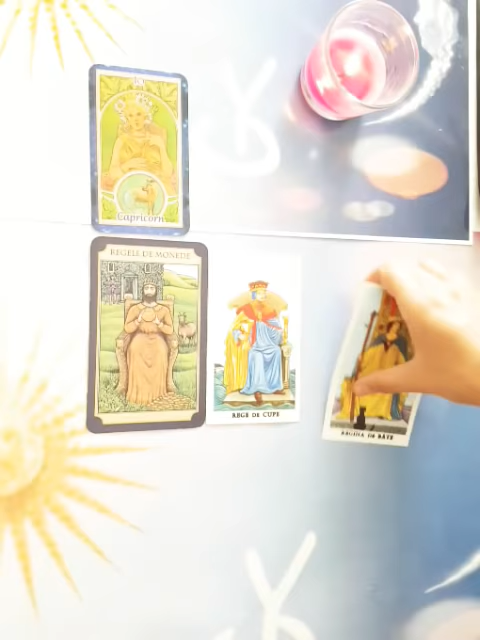 Capricorn
REGELE DE MONEDE
REGE DE CUPE
REGINA DE BÂTE